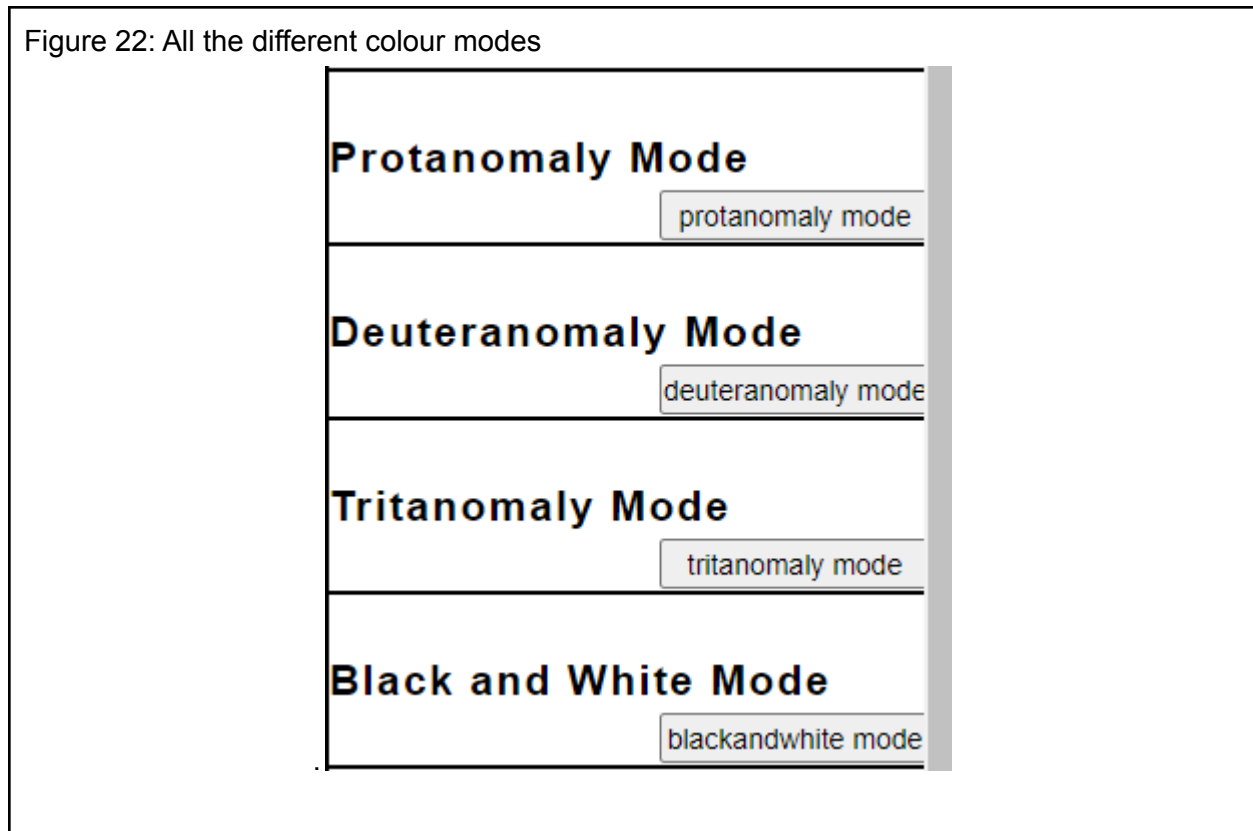 Figure 22: All the different colour modes
Protanomaly Mode
protanomaly mode
Deuteranomaly Mode
deuteranomaly mode
Tritanomaly Mode
tritanomaly mode
Black and White Mode
blackandwhite mode
.